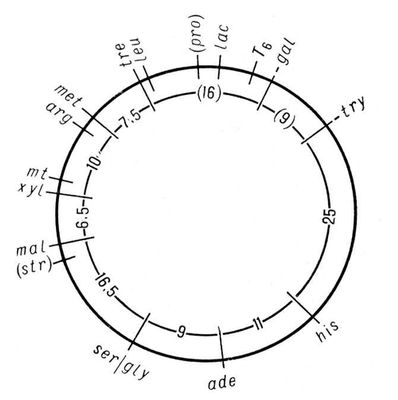 (pro)
lac
T6
gal
try
his
ade
ser/gly
(str)
mal
xyl
mt
arg
met
tre
leu
(16)
(9)
25
11
9
16.5
6.5
10
7.5